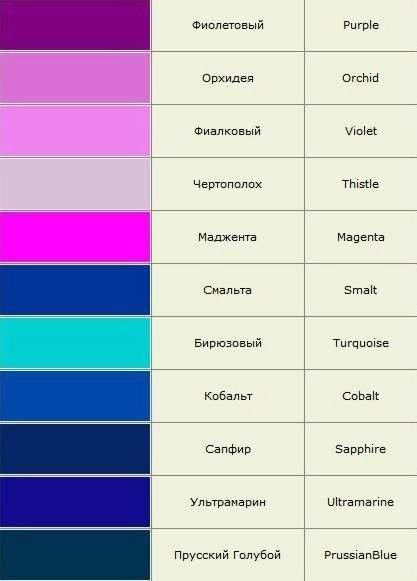 Фиолетовый Purple
Орхидея Orchid
Фиалковый Violet
Чертополох Thistle
Маджента Magenta
Смальта Smalt
Бирюзовый Turquoise
Кобальт Cobalt
Сапфир Sapphire
Ультрамарин Ultramarine
Прусский Голубой PrussianBlue